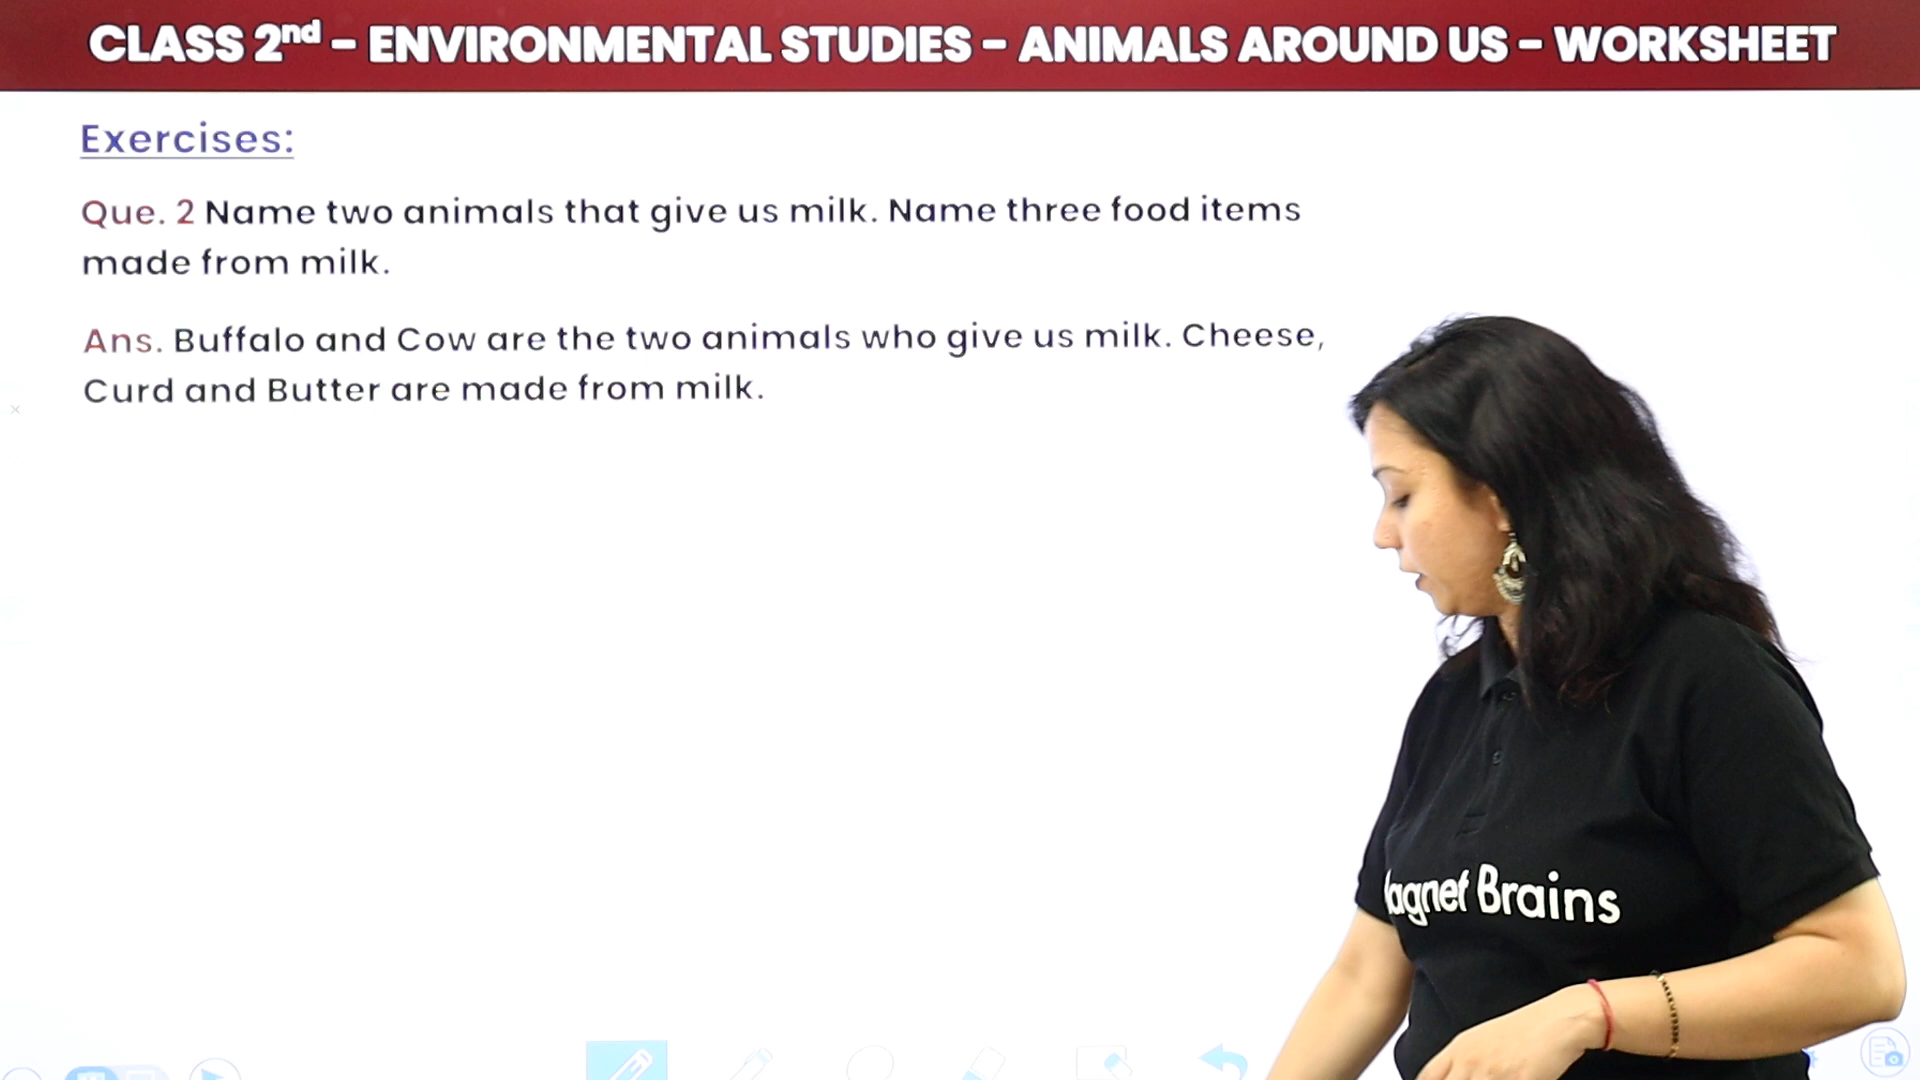 CLASS 2nd – ENVIRONMENTAL STUDIES – ANIMALS AROUND US – WORKSHEET
Exercises:
Que. 2 Name two animals that give us milk. Name three food items
made from milk.
Ans. Buffalo and Cow are the two animals who give us milk. Cheese,
Curd and Butter are made from milk.
agnet Brains